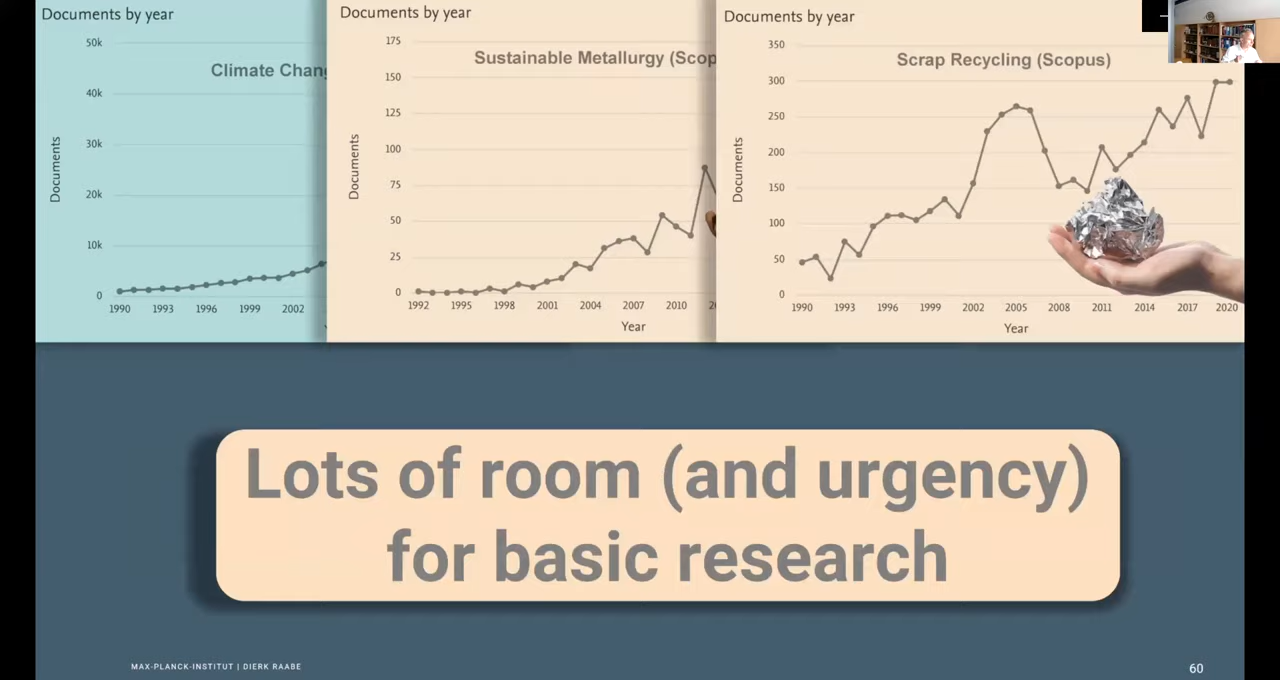 Documents by year
Climate Chan
Documents
50k
40k
30k
20k
10k
0
1990 1993 1996 1999 2002
Documents by year
Sustainable Metallurgy (Scop
Documents
175
150
125
100
75
50
25
0
1992 1995 1998 2001 2004 2007 2010
Year
Documents by year
Scrap Recycling (Scopus)
Documents
350
300
250
200
150
100
50
0
1990 1993 1996 1999 2002 2005 2008 2011 2014 2017 2020
Year
Lots of room (and urgency)
for basic research
MAX-PLANCK-INSTITUT | DIERK RAABE
60